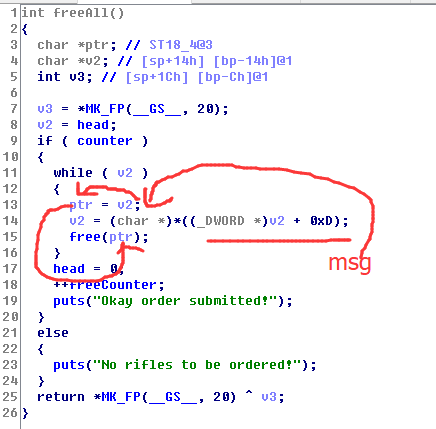 1 int freeAll()
2 {
3 char *ptr; // ST18_4@3
4 char *v2; // [sp+14h] [bp-14h]@1
5 int v3; // [sp+1Ch] [bp-Ch]@1
6
7 v3 = *MK_FP(__GS__, 20);
8 v2 = head;
9 if ( counter )
10 {
11 while ( v2 )
12 {
13 ptr = v2;
14 v2 = (char *)*((_DWORD *)v2 + 0xD);
15 free(ptr);
16 }
17 head = 0;
18 ++freeCounter;
19 puts("Okay order submitted!");
20 }
21 else
22 {
23 puts("No rifles to be ordered!");
24 }
25 return *MK_FP(__GS__, 20) ^ v3;
26 }
msg